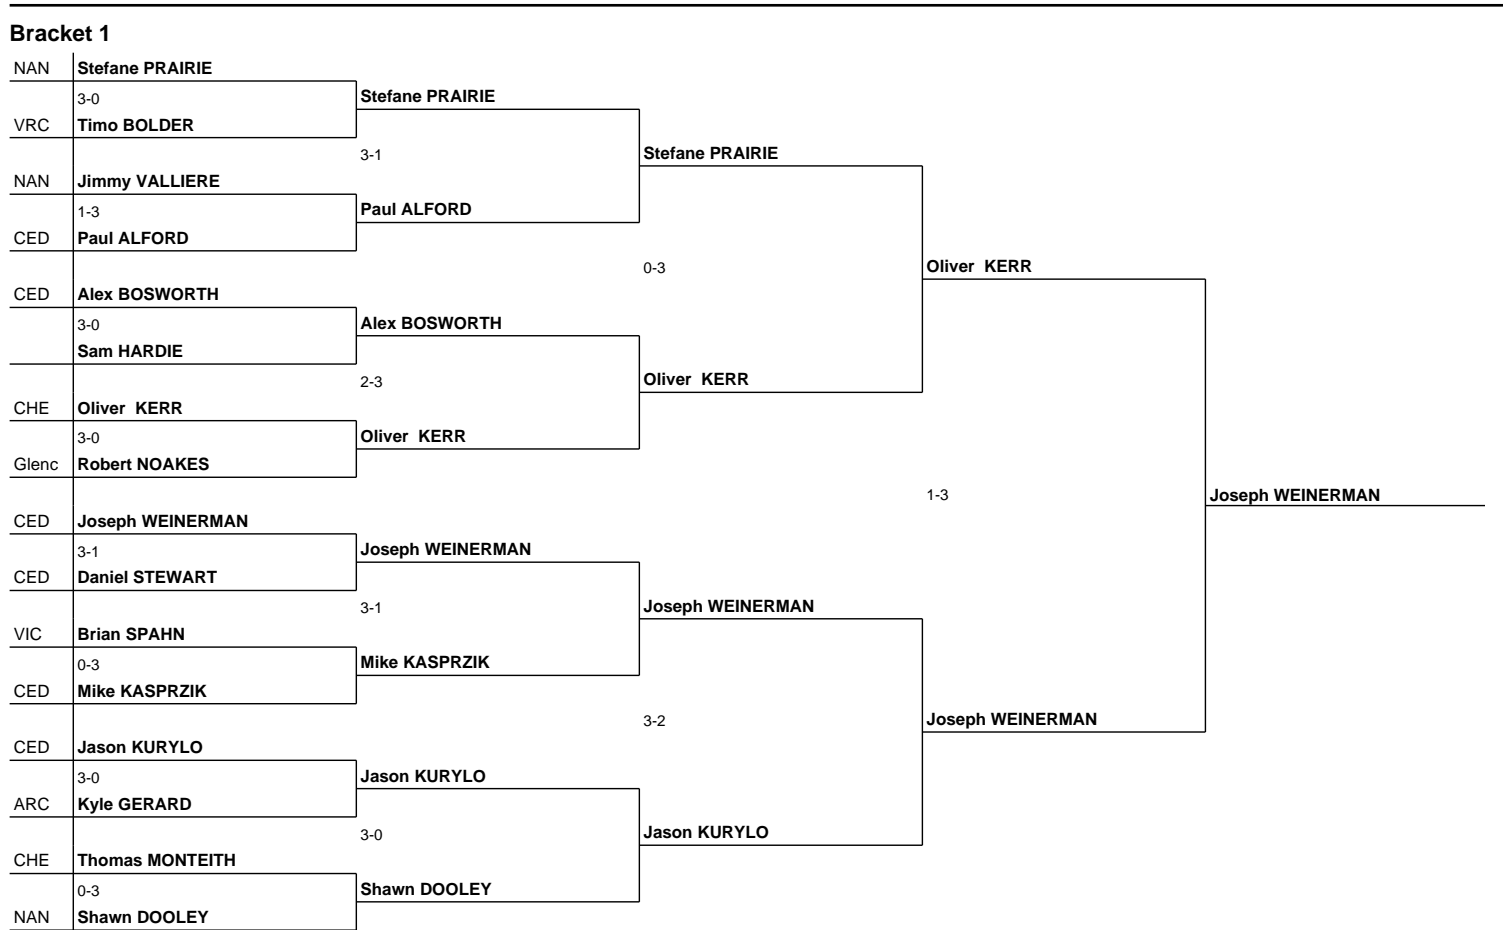 Bracket 1
NAN Stefane PRAIRIE
3-0 Stefane PRAIRIE
VRC Timo BOLDER
3-1 Stefane PRAIRIE
NAN Jimmy VALLIERE
1-3 Paul ALFORD
CED Paul ALFORD
0-3 Oliver  KERR
CED Alex BOSWORTH
3-0 Alex BOSWORTH
Sam HARDIE
2-3 Oliver  KERR
CHE Oliver  KERR
3-0 Oliver  KERR
Glenc Robert NOAKES
1-3 Joseph WEINERMAN
CED Joseph WEINERMAN
3-1 Joseph WEINERMAN
CED Daniel STEWART
3-1 Joseph WEINERMAN
VIC Brian SPAHN
0-3 Mike KASPRZIK
CED Mike KASPRZIK
3-2 Joseph WEINERMAN
CED Jason KURYLO
3-0 Jason KURYLO
ARC Kyle GERARD
3-0 Jason KURYLO
CHE Thomas MONTEITH
0-3 Shawn DOOLEY
NAN Shawn DOOLEY